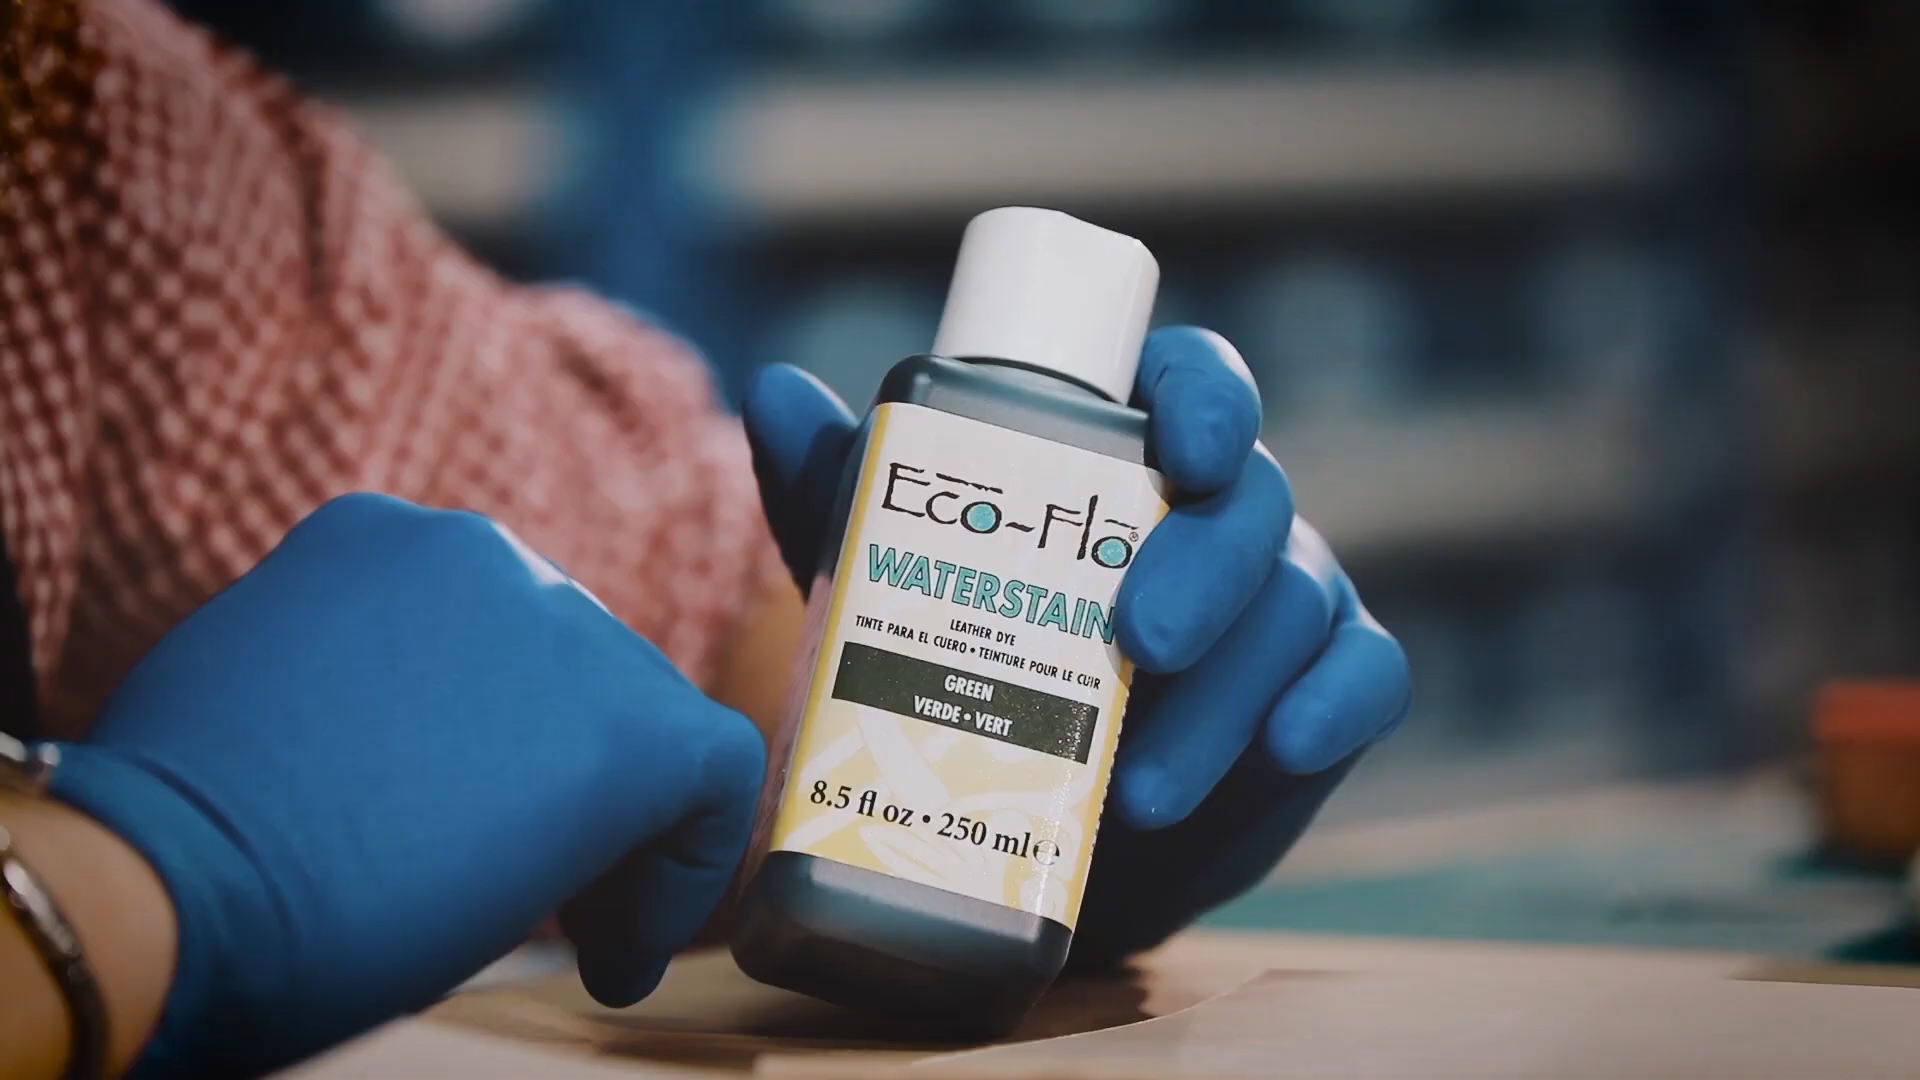 Eco-Flo®
WATERSTAIN
LEATHER DYE
TINTE PARA EL CUERO • TEINTURE POUR LE CUIR
GREEN
VERDE • VERT
8.5 fl oz • 250 ml ℮